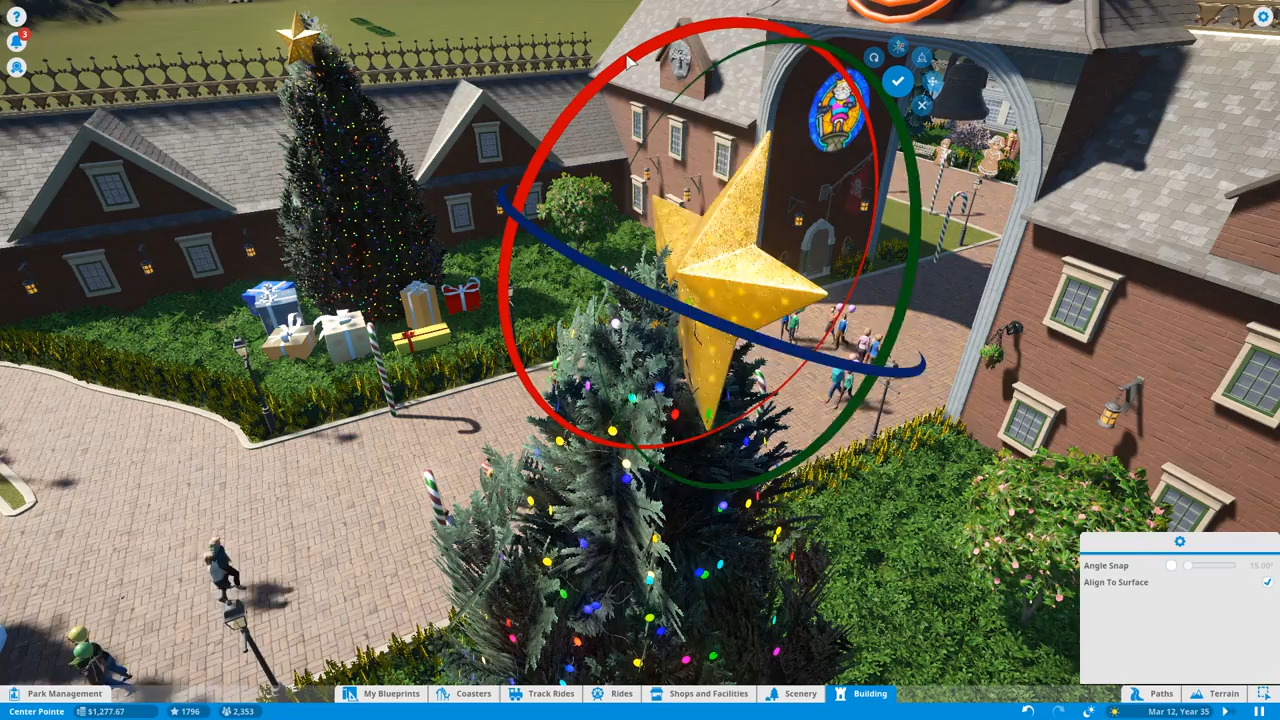 ?
3
Angle Snap 15.00°
Align To Surface
Park Management
My Blueprints
Coasters
Track Rides
Rides
Shops and Facilities
Scenery
Building
Paths
Terrain
Center Pointe $1,277.67 1796 2,353 Mar 12, Year 35